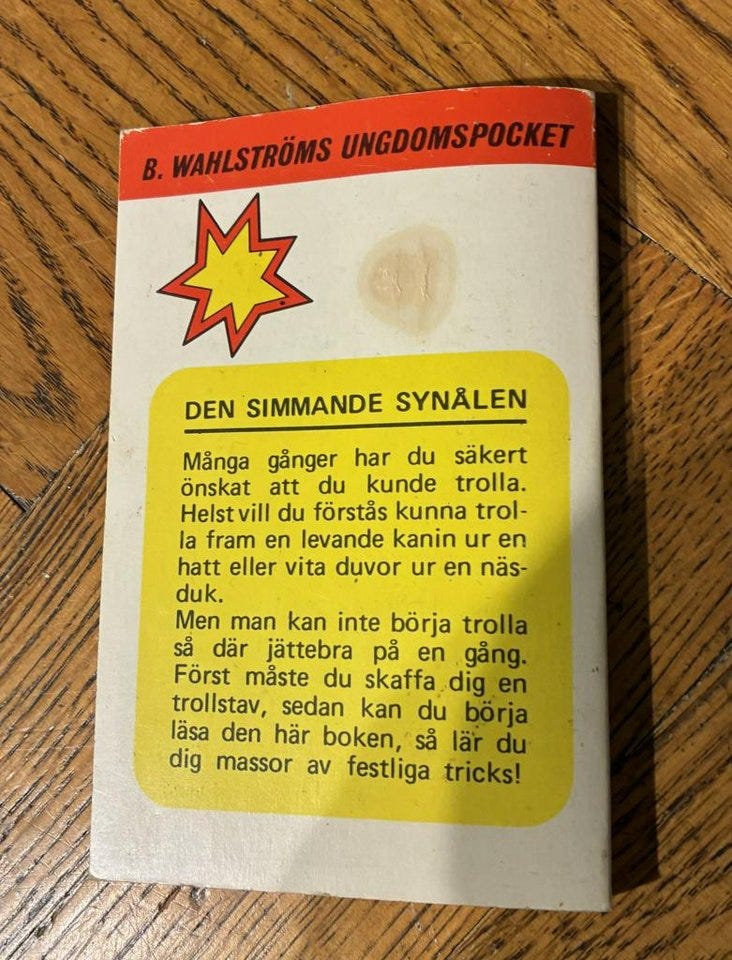 B. WAHLSTRÖMS UNGDOMSPOCKET
DEN SIMMANDE SYNÅLEN
Många gånger har du säkert
önskat att du kunde trolla.
Helst vill du förstås kunna trol-
la fram en levande kanin ur en
hatt eller vita duvor ur en näs-
duk.
Men man kan inte börja trolla
så där jättebra på en gång.
Först måste du skaffa dig en
trollstav, sedan kan du börja
läsa den här boken, så lär du
dig massor av festliga tricks!